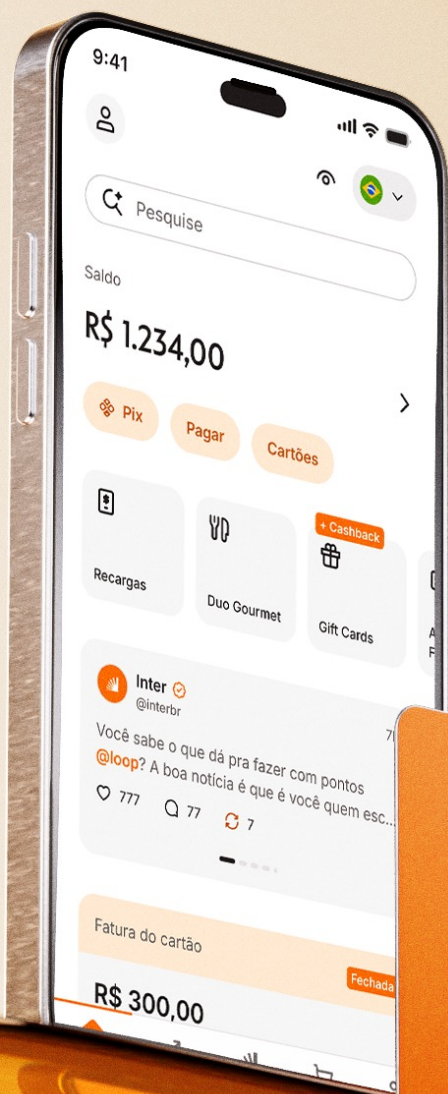 9:41
Pesquise
Saldo
R$ 1.234,00
Pix
Pagar
Cartões
+ Cashback
Recargas
Duo Gourmet
Gift Cards
Inter
@interbr
Você sabe o que dá pra fazer com pontos
@loop? A boa notícia é que é você quem esc...
777
77
7
Fatura do cartão
Fechada
R$ 300,00